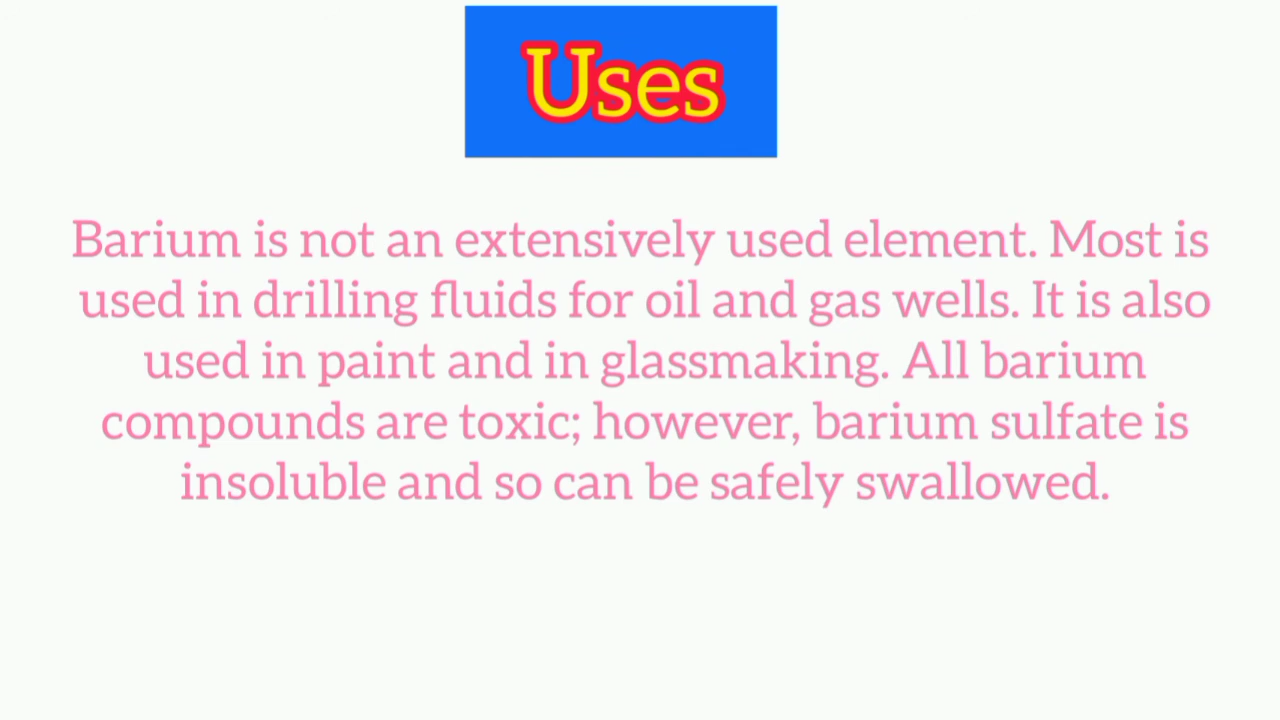 Uses
Barium is not an extensively used element. Most is
used in drilling fluids for oil and gas wells. It is also
used in paint and in glassmaking. All barium
compounds are toxic; however, barium sulfate is
insoluble and so can be safely swallowed.